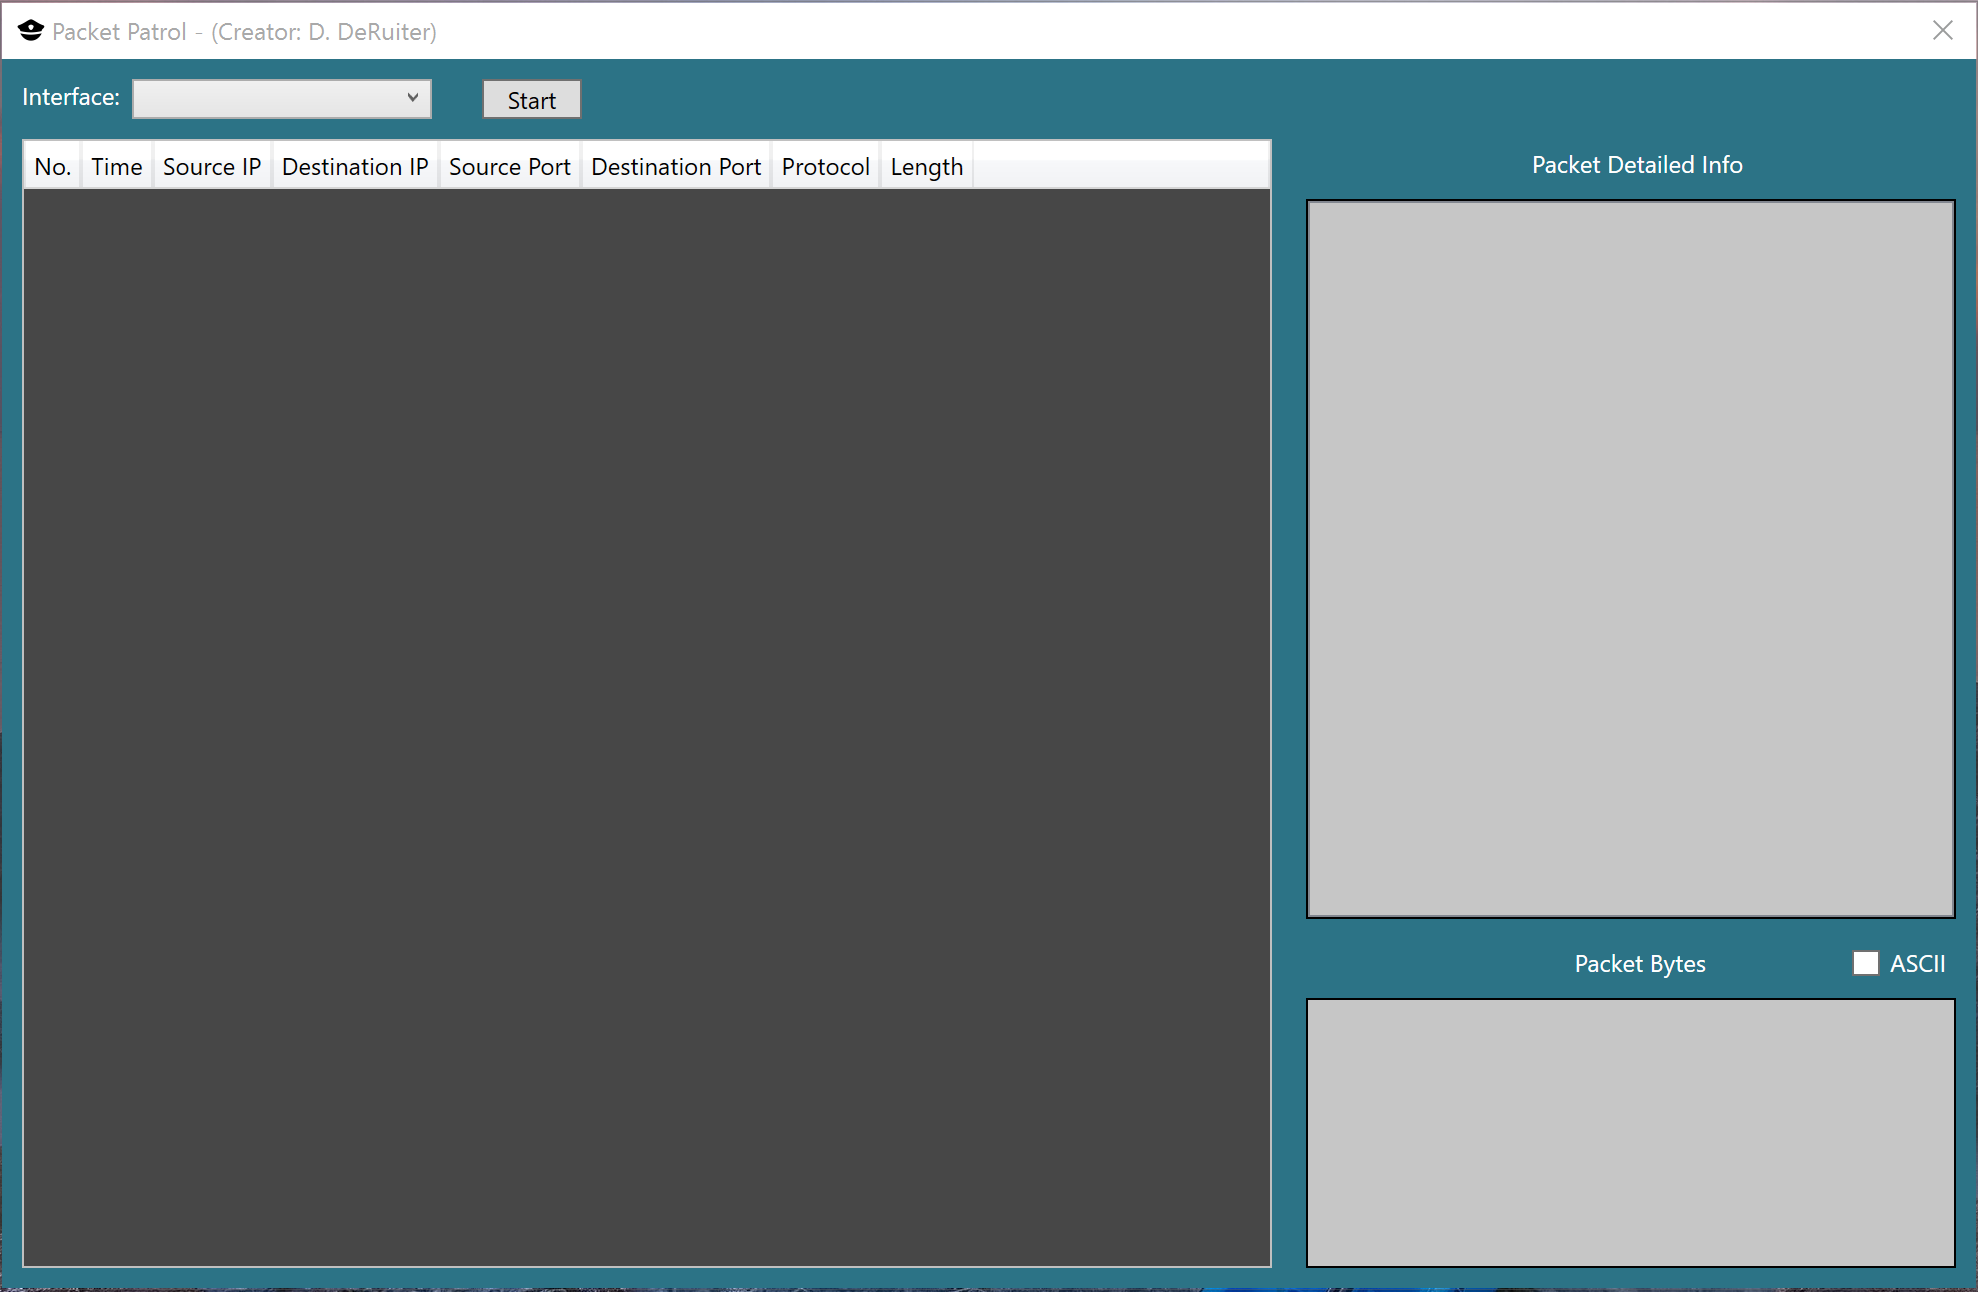 Packet Patrol - (Creator: D. DeRuiter)
Interface:
Start
No. Time Source IP Destination IP Source Port Destination Port Protocol Length
Packet Detailed Info
Packet Bytes
ASCII